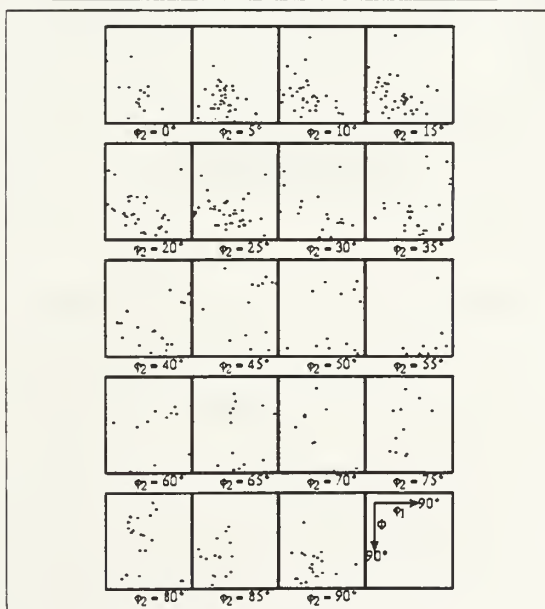 φ₂ = 0° φ₂ = 5° φ₂ = 10° φ₂ = 15°
φ₂ = 20° φ₂ = 25° φ₂ = 30° φ₂ = 35°
φ₂ = 40° φ₂ = 45° φ₂ = 50° φ₂ = 55°
φ₂ = 60° φ₂ = 65° φ₂ = 70° φ₂ = 75°
90°
Φ φ₁
90°
φ₂ = 80° φ₂ = 85° φ₂ = 90°